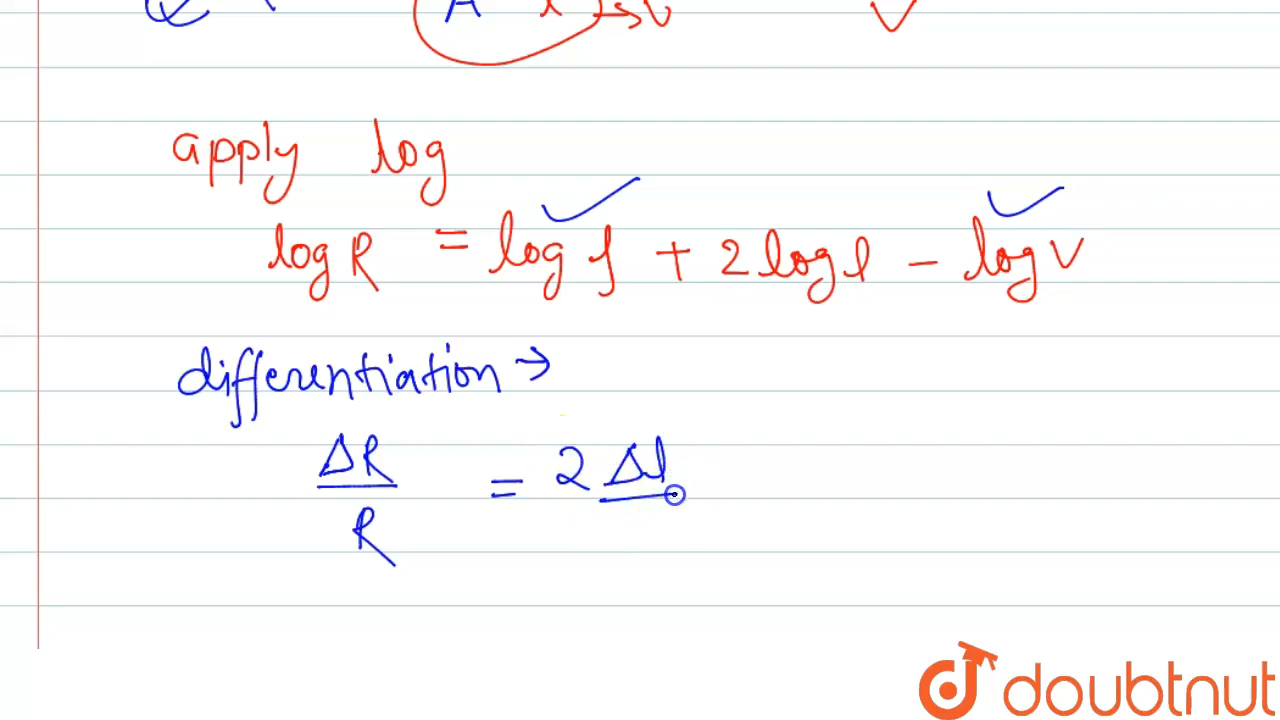 A l → V V
apply log
log R = log ρ + 2 log l - log V
differentiation →
ΔR
R
= 2 Δl
doubtnut